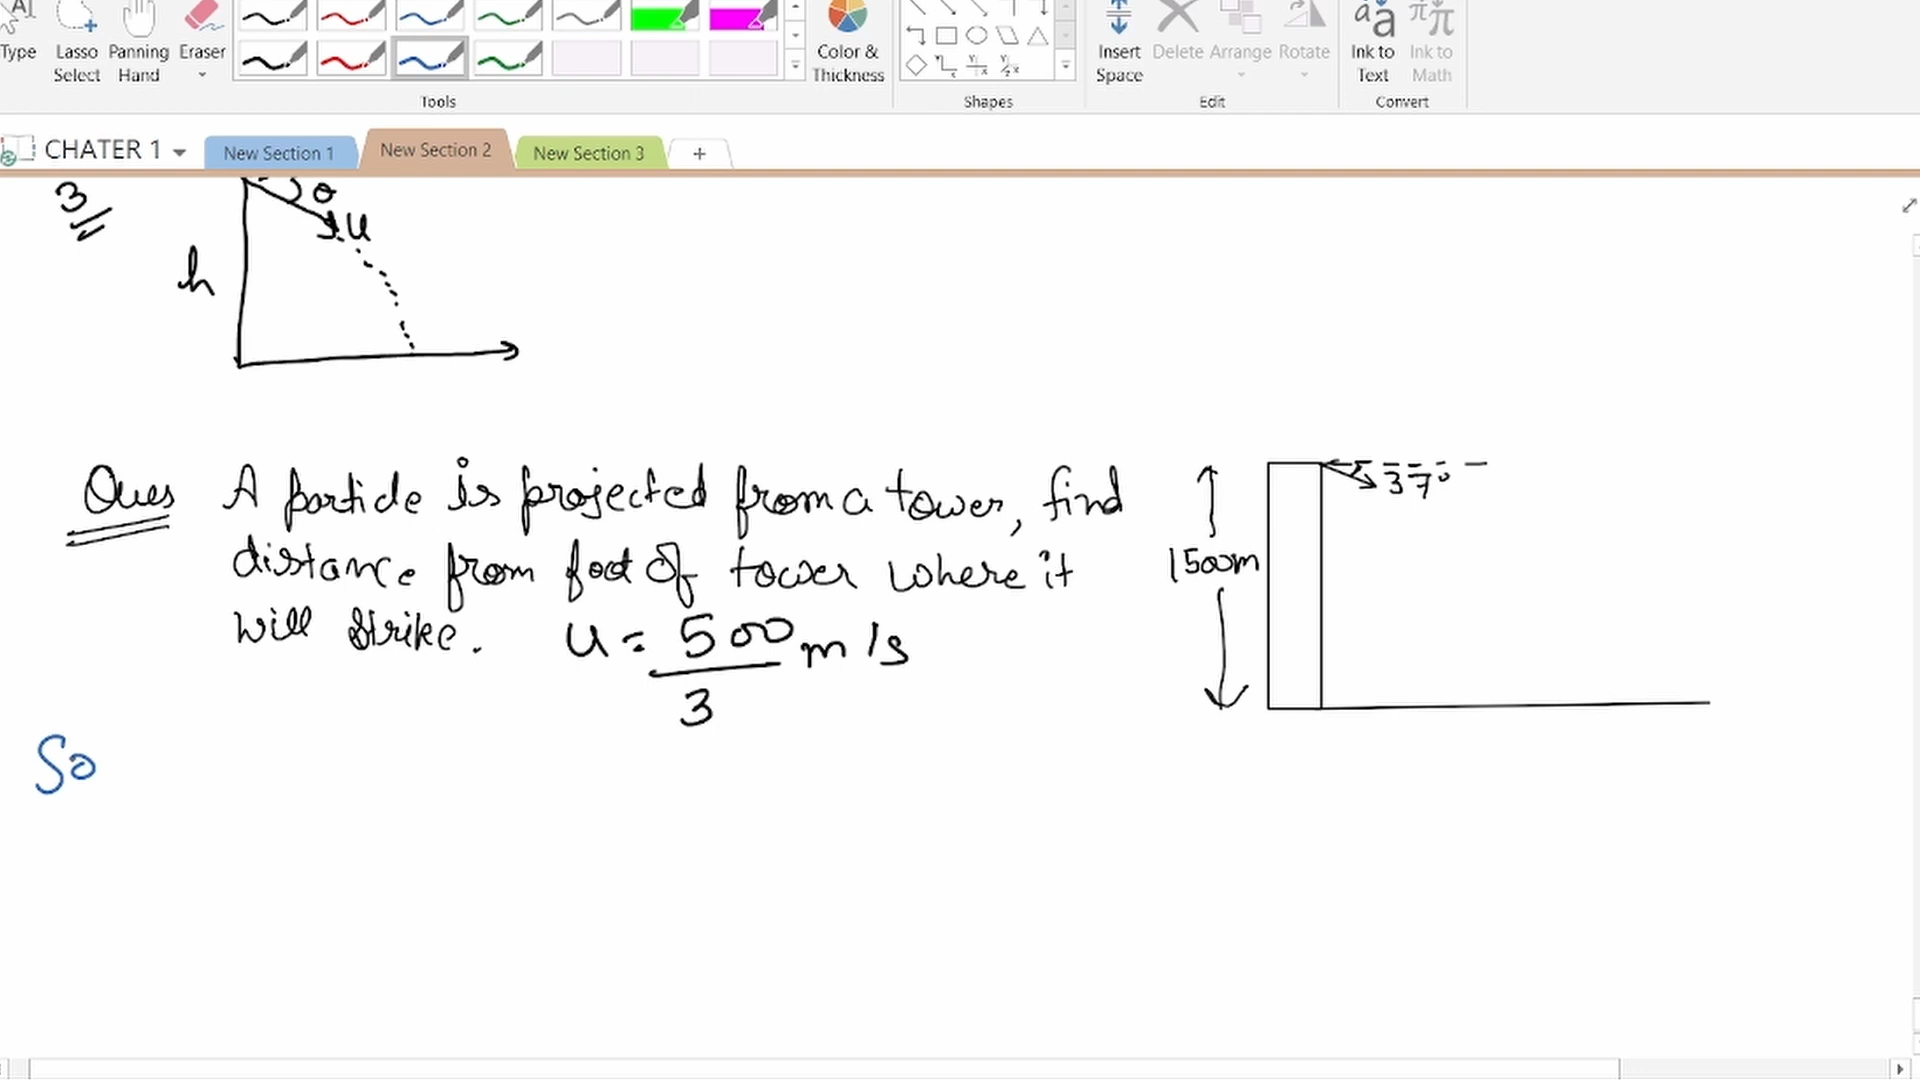 Type
Lasso Select
Panning Hand
Eraser
Color & Thickness
Insert Space
Delete
Arrange
Rotate
Ink to Text
Ink to Math
Tools
Shapes
Edit
Convert
CHATER 1
New Section 1
New Section 2
New Section 3
+
3
θ
u
h
Ques A particle is projected from a tower, find
distance from foot of tower where it
will strike. u = 500/3 m/s
37°
1500m
So